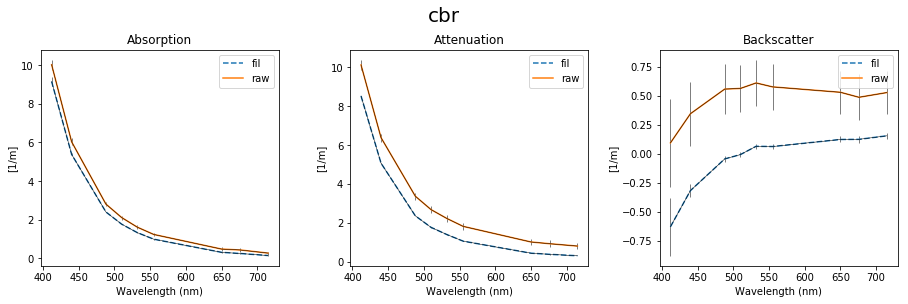 cbr
Absorption
fil
raw
10
8
6
4
2
0
[1/m]
400 450 500 550 600 650 700
Wavelength (nm)
Attenuation
fil
raw
10
8
6
4
2
0
[1/m]
400 450 500 550 600 650 700
Wavelength (nm)
Backscatter
fil
raw
0.75
0.50
0.25
0.00
−0.25
−0.50
−0.75
[1/m]
400 450 500 550 600 650 700
Wavelength (nm)